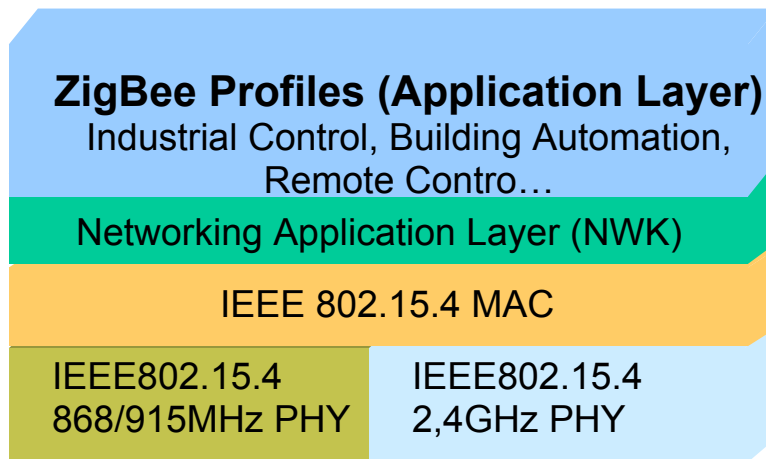 ZigBee Profiles (Application Layer)
Industrial Control, Building Automation,
Remote Contro…
Networking Application Layer (NWK)
IEEE 802.15.4 MAC
IEEE802.15.4
868/915MHz PHY
IEEE802.15.4
2,4GHz PHY